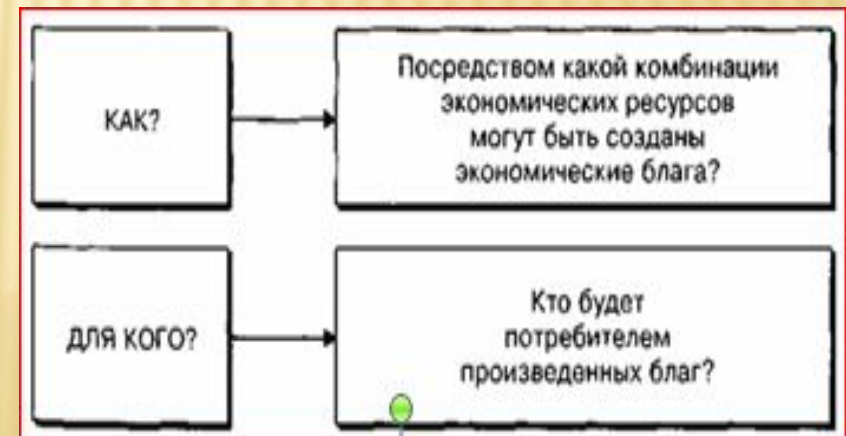 КАК?
Посредством какой комбинации
экономических ресурсов
могут быть созданы
экономические блага?
ДЛЯ КОГО?
Кто будет
потребителем
произведенных благ?